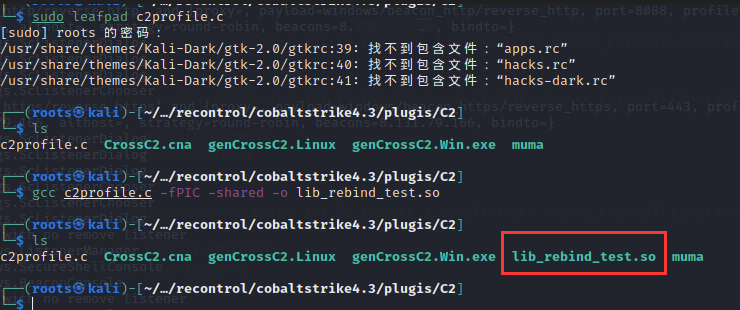 └─$ sudo leafpad c2profile.c
[sudo] roots 的密码：
/usr/share/themes/Kali-Dark/gtk-2.0/gtkrc:39: 找不到包含文件：“apps.rc”
/usr/share/themes/Kali-Dark/gtk-2.0/gtkrc:40: 找不到包含文件：“hacks.rc”
/usr/share/themes/Kali-Dark/gtk-2.0/gtkrc:41: 找不到包含文件：“hacks-dark.rc”
┌──(roots㉿kali)-[~/…/recontrol/cobaltstrike4.3/plugis/C2]
└─$ ls
c2profile.c CrossC2.cna genCrossC2.Linux genCrossC2.Win.exe muma
┌──(roots㉿kali)-[~/…/recontrol/cobaltstrike4.3/plugis/C2]
└─$ gcc c2profile.c -fPIC -shared -o lib_rebind_test.so
┌──(roots㉿kali)-[~/…/recontrol/cobaltstrike4.3/plugis/C2]
└─$ ls
c2profile.c CrossC2.cna genCrossC2.Linux genCrossC2.Win.exe lib_rebind_test.so muma
┌──(roots㉿kali)-[~/…/recontrol/cobaltstrike4.3/plugis/C2]
└─$